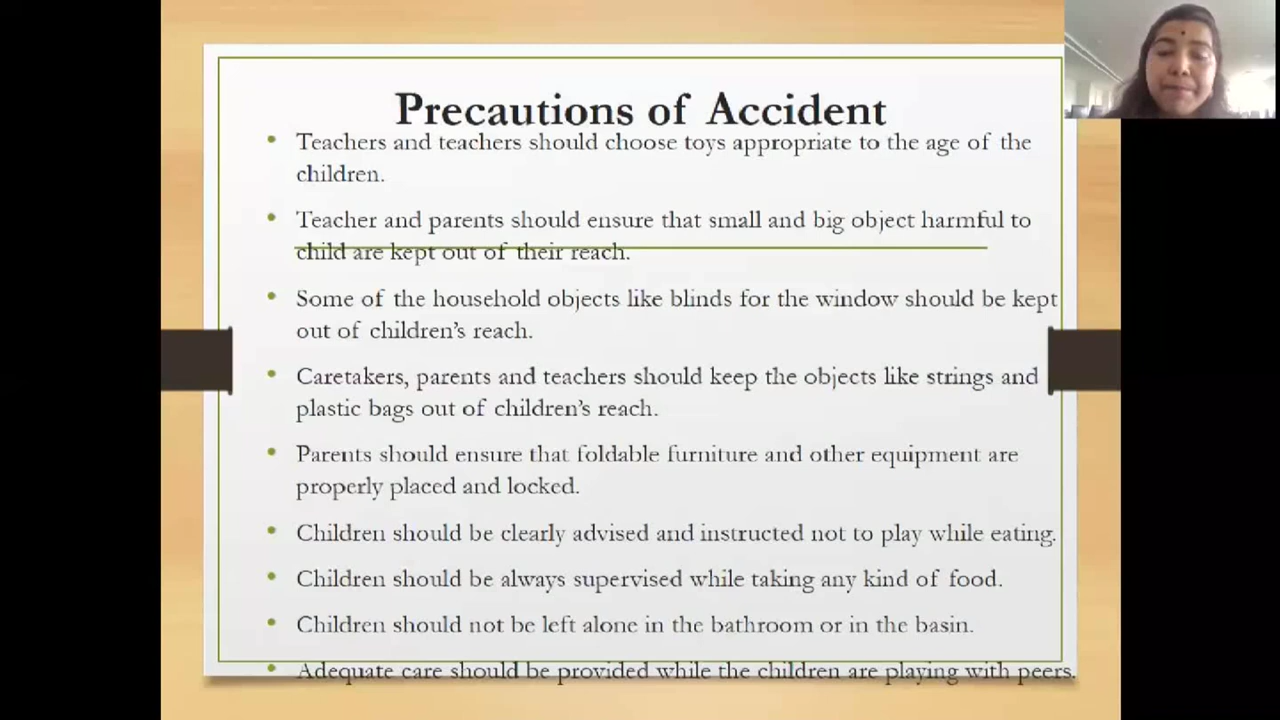 Precautions of Accident
• Teachers and teachers should choose toys appropriate to the age of the
children.
• Teacher and parents should ensure that small and big object harmful to
child are kept out of their reach.
• Some of the household objects like blinds for the window should be kept
out of children's reach.
• Caretakers, parents and teachers should keep the objects like strings and
plastic bags out of children's reach.
• Parents should ensure that foldable furniture and other equipment are
properly placed and locked.
• Children should be clearly advised and instructed not to play while eating.
• Children should be always supervised while taking any kind of food.
• Children should not be left alone in the bathroom or in the basin.
• Adequate care should be provided while the children are playing with peers.